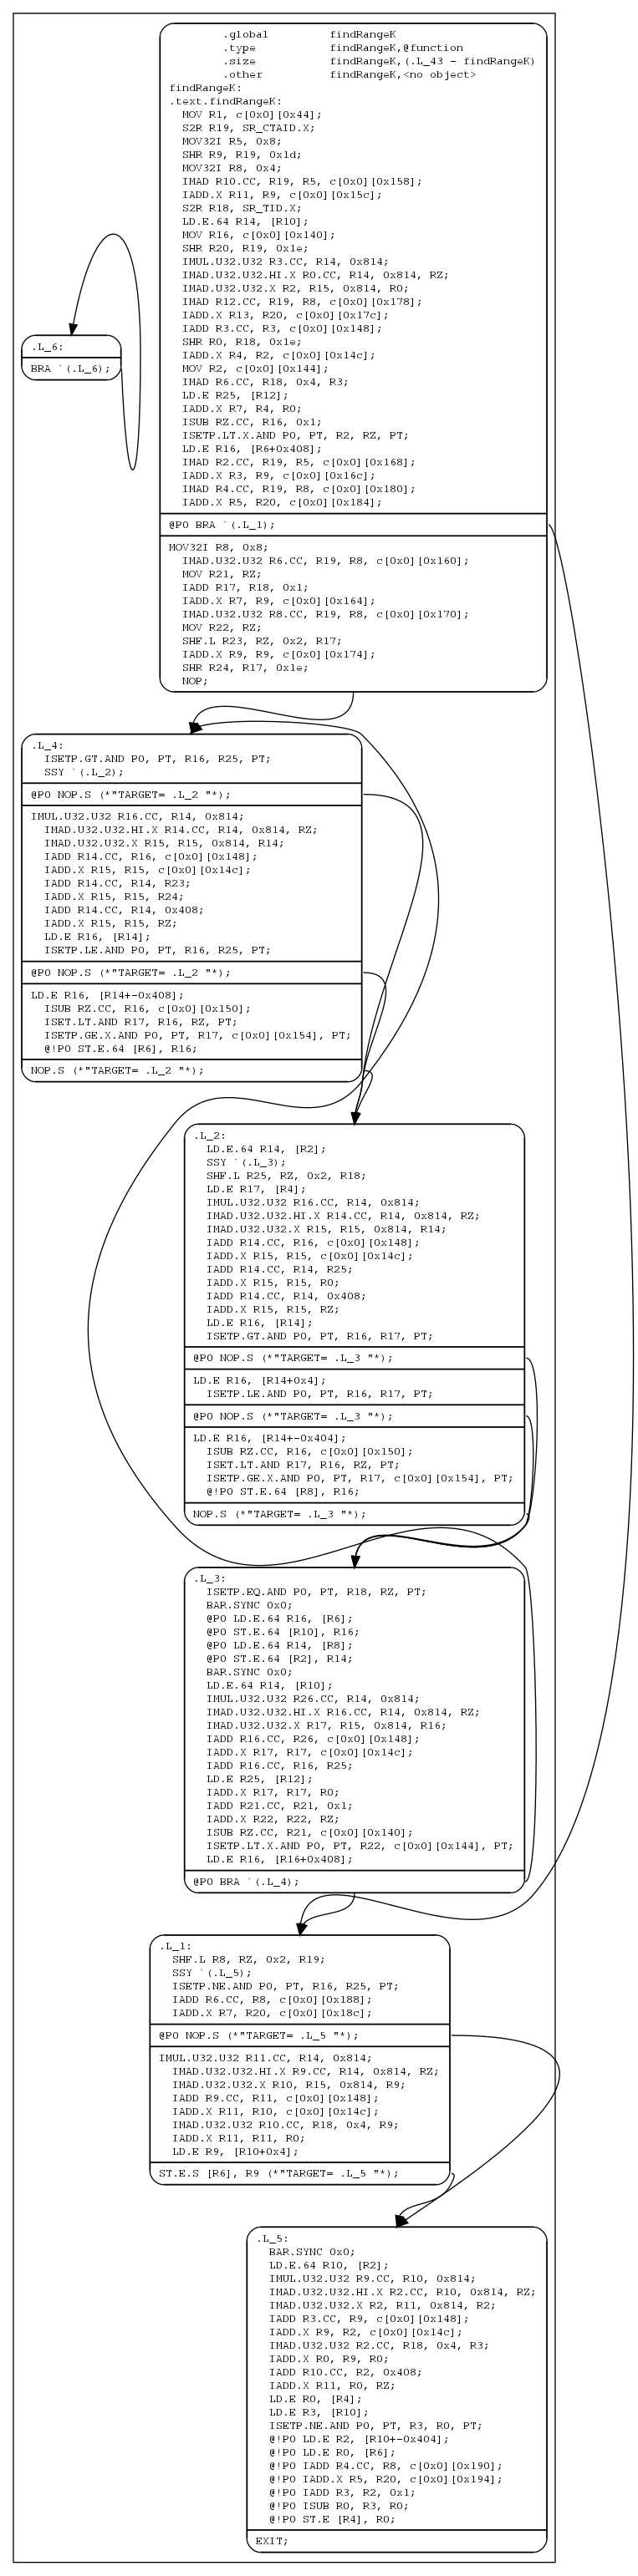 .global findRangeK
.type findRangeK,@function
.size findRangeK,(.L_43 - findRangeK)
.other findRangeK,<no object>
findRangeK:
.text.findRangeK:
MOV R1, c[0x0][0x44];
S2R R19, SR_CTAID.X;
MOV32I R5, 0x8;
SHR R9, R19, 0x1d;
MOV32I R8, 0x4;
IMAD R10.CC, R19, R5, c[0x0][0x158];
IADD.X R11, R9, c[0x0][0x15c];
S2R R18, SR_TID.X;
LD.E.64 R14, [R10];
MOV R16, c[0x0][0x140];
SHR R20, R19, 0x1e;
IMUL.U32.U32 R3.CC, R14, 0x814;
IMAD.U32.U32.HI.X R0.CC, R14, 0x814, RZ;
IMAD.U32.U32.X R2, R15, 0x814, R0;
IMAD R12.CC, R19, R8, c[0x0][0x178];
IADD.X R13, R20, c[0x0][0x17c];
IADD R3.CC, R3, c[0x0][0x148];
SHR R0, R18, 0x1e;
IADD.X R4, R2, c[0x0][0x14c];
MOV R2, c[0x0][0x144];
IMAD R6.CC, R18, 0x4, R3;
LD.E R25, [R12];
IADD.X R7, R4, R0;
ISUB RZ.CC, R16, 0x1;
ISETP.LT.X.AND P0, PT, R2, RZ, PT;
LD.E R16, [R6+0x408];
IMAD R2.CC, R19, R5, c[0x0][0x168];
IADD.X R3, R9, c[0x0][0x16c];
IMAD R4.CC, R19, R8, c[0x0][0x180];
IADD.X R5, R20, c[0x0][0x184];
@P0 BRA `(.L_1);
MOV32I R8, 0x8;
IMAD.U32.U32 R6.CC, R19, R8, c[0x0][0x160];
MOV R21, RZ;
IADD R17, R18, 0x1;
IADD.X R7, R9, c[0x0][0x164];
IMAD.U32.U32 R8.CC, R19, R8, c[0x0][0x170];
MOV R22, RZ;
SHF.L R23, RZ, 0x2, R17;
IADD.X R9, R9, c[0x0][0x174];
SHR R24, R17, 0x1e;
NOP;
.L_6:
BRA `(.L_6);
.L_4:
ISETP.GT.AND P0, PT, R16, R25, PT;
SSY `(.L_2);
@P0 NOP.S (*"TARGET= .L_2 "*);
IMUL.U32.U32 R16.CC, R14, 0x814;
IMAD.U32.U32.HI.X R14.CC, R14, 0x814, RZ;
IMAD.U32.U32.X R15, R15, 0x814, R14;
IADD R14.CC, R16, c[0x0][0x148];
IADD.X R15, R15, c[0x0][0x14c];
IADD R14.CC, R14, R23;
IADD.X R15, R15, R24;
IADD R14.CC, R14, 0x408;
IADD.X R15, R15, RZ;
LD.E R16, [R14];
ISETP.LE.AND P0, PT, R16, R25, PT;
@P0 NOP.S (*"TARGET= .L_2 "*);
LD.E R16, [R14+-0x408];
ISUB RZ.CC, R16, c[0x0][0x150];
ISET.LT.AND R17, R16, RZ, PT;
ISETP.GE.X.AND P0, PT, R17, c[0x0][0x154], PT;
@!P0 ST.E.64 [R6], R16;
NOP.S (*"TARGET= .L_2 "*);
.L_2:
LD.E.64 R14, [R2];
SSY `(.L_3);
SHF.L R25, RZ, 0x2, R18;
LD.E R17, [R4];
IMUL.U32.U32 R16.CC, R14, 0x814;
IMAD.U32.U32.HI.X R14.CC, R14, 0x814, RZ;
IMAD.U32.U32.X R15, R15, 0x814, R14;
IADD R14.CC, R16, c[0x0][0x148];
IADD.X R15, R15, c[0x0][0x14c];
IADD R14.CC, R14, R25;
IADD.X R15, R15, R0;
IADD R14.CC, R14, 0x408;
IADD.X R15, R15, RZ;
LD.E R16, [R14];
ISETP.GT.AND P0, PT, R16, R17, PT;
@P0 NOP.S (*"TARGET= .L_3 "*);
LD.E R16, [R14+0x4];
ISETP.LE.AND P0, PT, R16, R17, PT;
@P0 NOP.S (*"TARGET= .L_3 "*);
LD.E R16, [R14+-0x404];
ISUB RZ.CC, R16, c[0x0][0x150];
ISET.LT.AND R17, R16, RZ, PT;
ISETP.GE.X.AND P0, PT, R17, c[0x0][0x154], PT;
@!P0 ST.E.64 [R8], R16;
NOP.S (*"TARGET= .L_3 "*);
.L_3:
ISETP.EQ.AND P0, PT, R18, RZ, PT;
BAR.SYNC 0x0;
@P0 LD.E.64 R16, [R6];
@P0 ST.E.64 [R10], R16;
@P0 LD.E.64 R14, [R8];
@P0 ST.E.64 [R2], R14;
BAR.SYNC 0x0;
LD.E.64 R14, [R10];
IMUL.U32.U32 R26.CC, R14, 0x814;
IMAD.U32.U32.HI.X R16.CC, R14, 0x814, RZ;
IMAD.U32.U32.X R17, R15, 0x814, R16;
IADD R16.CC, R26, c[0x0][0x148];
IADD.X R17, R17, c[0x0][0x14c];
IADD R16.CC, R16, R25;
LD.E R25, [R12];
IADD.X R17, R17, R0;
IADD R21.CC, R21, 0x1;
IADD.X R22, R22, RZ;
ISUB RZ.CC, R21, c[0x0][0x140];
ISETP.LT.X.AND P0, PT, R22, c[0x0][0x144], PT;
LD.E R16, [R16+0x408];
@P0 BRA `(.L_4);
.L_1:
SHF.L R8, RZ, 0x2, R19;
SSY `(.L_5);
ISETP.NE.AND P0, PT, R16, R25, PT;
IADD R6.CC, R8, c[0x0][0x188];
IADD.X R7, R20, c[0x0][0x18c];
@P0 NOP.S (*"TARGET= .L_5 "*);
IMUL.U32.U32 R11.CC, R14, 0x814;
IMAD.U32.U32.HI.X R9.CC, R14, 0x814, RZ;
IMAD.U32.U32.X R10, R15, 0x814, R9;
IADD R9.CC, R11, c[0x0][0x148];
IADD.X R11, R10, c[0x0][0x14c];
IMAD.U32.U32 R10.CC, R18, 0x4, R9;
IADD.X R11, R11, R0;
LD.E R9, [R10+0x4];
ST.E.S [R6], R9 (*"TARGET= .L_5 "*);
.L_5:
BAR.SYNC 0x0;
LD.E.64 R10, [R2];
IMUL.U32.U32 R9.CC, R10, 0x814;
IMAD.U32.U32.HI.X R2.CC, R10, 0x814, RZ;
IMAD.U32.U32.X R2, R11, 0x814, R2;
IADD R3.CC, R9, c[0x0][0x148];
IADD.X R9, R2, c[0x0][0x14c];
IMAD.U32.U32 R2.CC, R18, 0x4, R3;
IADD.X R0, R9, R0;
IADD R10.CC, R2, 0x408;
IADD.X R11, R0, RZ;
LD.E R0, [R4];
LD.E R3, [R10];
ISETP.NE.AND P0, PT, R3, R0, PT;
@!P0 LD.E R2, [R10+-0x404];
@!P0 LD.E R0, [R6];
@!P0 IADD R4.CC, R8, c[0x0][0x190];
@!P0 IADD.X R5, R20, c[0x0][0x194];
@!P0 IADD R3, R2, 0x1;
@!P0 ISUB R0, R3, R0;
@!P0 ST.E [R4], R0;
EXIT;